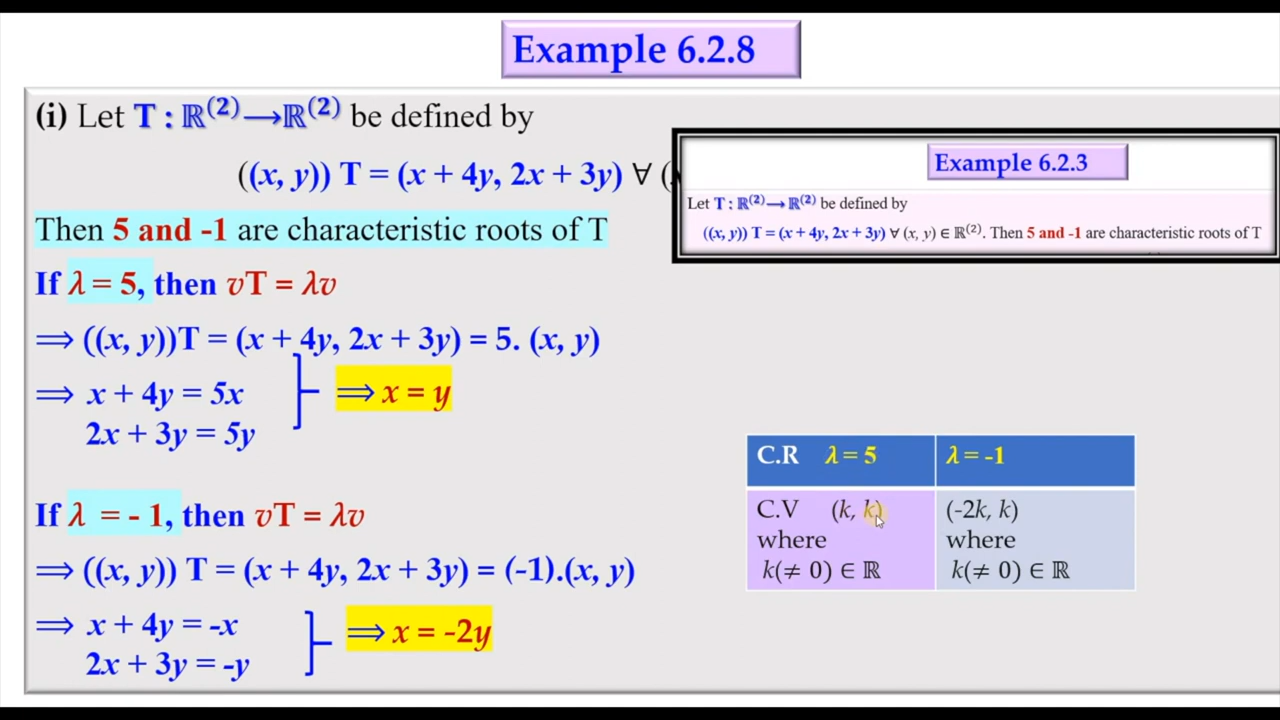 Example 6.2.8
(i) Let T : ℝ⁽²⁾⟶ℝ⁽²⁾ be defined by
((x, y)) T = (x + 4y, 2x + 3y) ∀ (
Then 5 and -1 are characteristic roots of T
Example 6.2.3
Let T : ℝ⁽²⁾⟶ ℝ⁽²⁾ be defined by
((x, y)) T = (x + 4y, 2x + 3y) ∀ (x, y) ∈ ℝ⁽²⁾. Then 5 and -1 are characteristic roots of T
If λ = 5, then vT = λv
⟹ ((x, y))T = (x + 4y, 2x + 3y) = 5. (x, y)
⟹ x + 4y = 5x
2x + 3y = 5y
⟹ x = y
If λ = - 1, then vT = λv
⟹ ((x, y)) T = (x + 4y, 2x + 3y) = (-1).(x, y)
⟹ x + 4y = -x
2x + 3y = -y
⟹ x = -2y
C.R λ = 5
λ = -1
C.V (k, k)
where
k(≠ 0) ∈ ℝ
(-2k, k)
where
k(≠ 0) ∈ ℝ